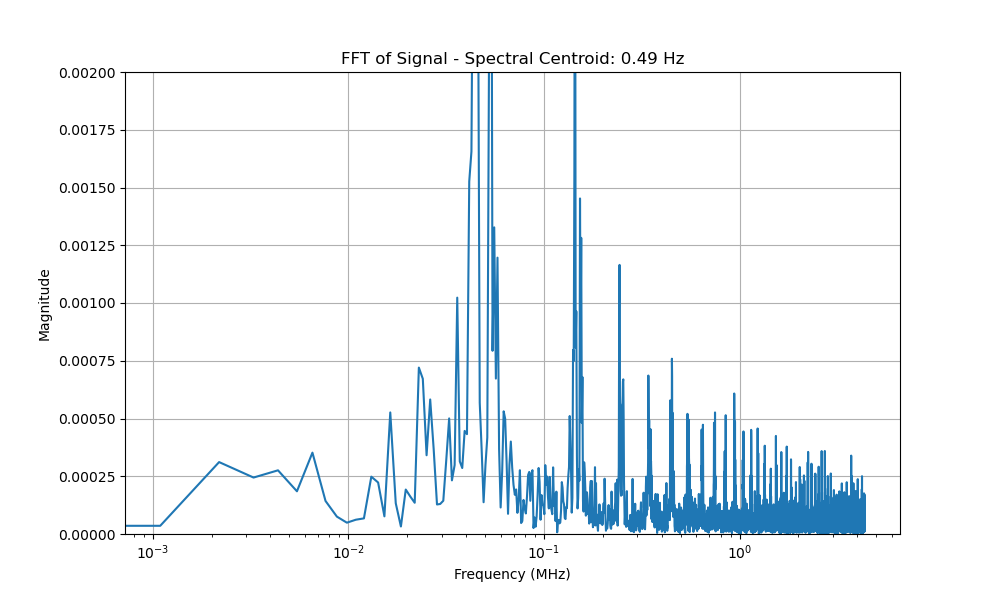 FFT of Signal - Spectral Centroid: 0.49 Hz
0.00200
0.00175
0.00150
0.00125
0.00100
0.00075
0.00050
0.00025
0.00000
Magnitude
10⁻³ 10⁻² 10⁻¹ 10⁰
Frequency (MHz)